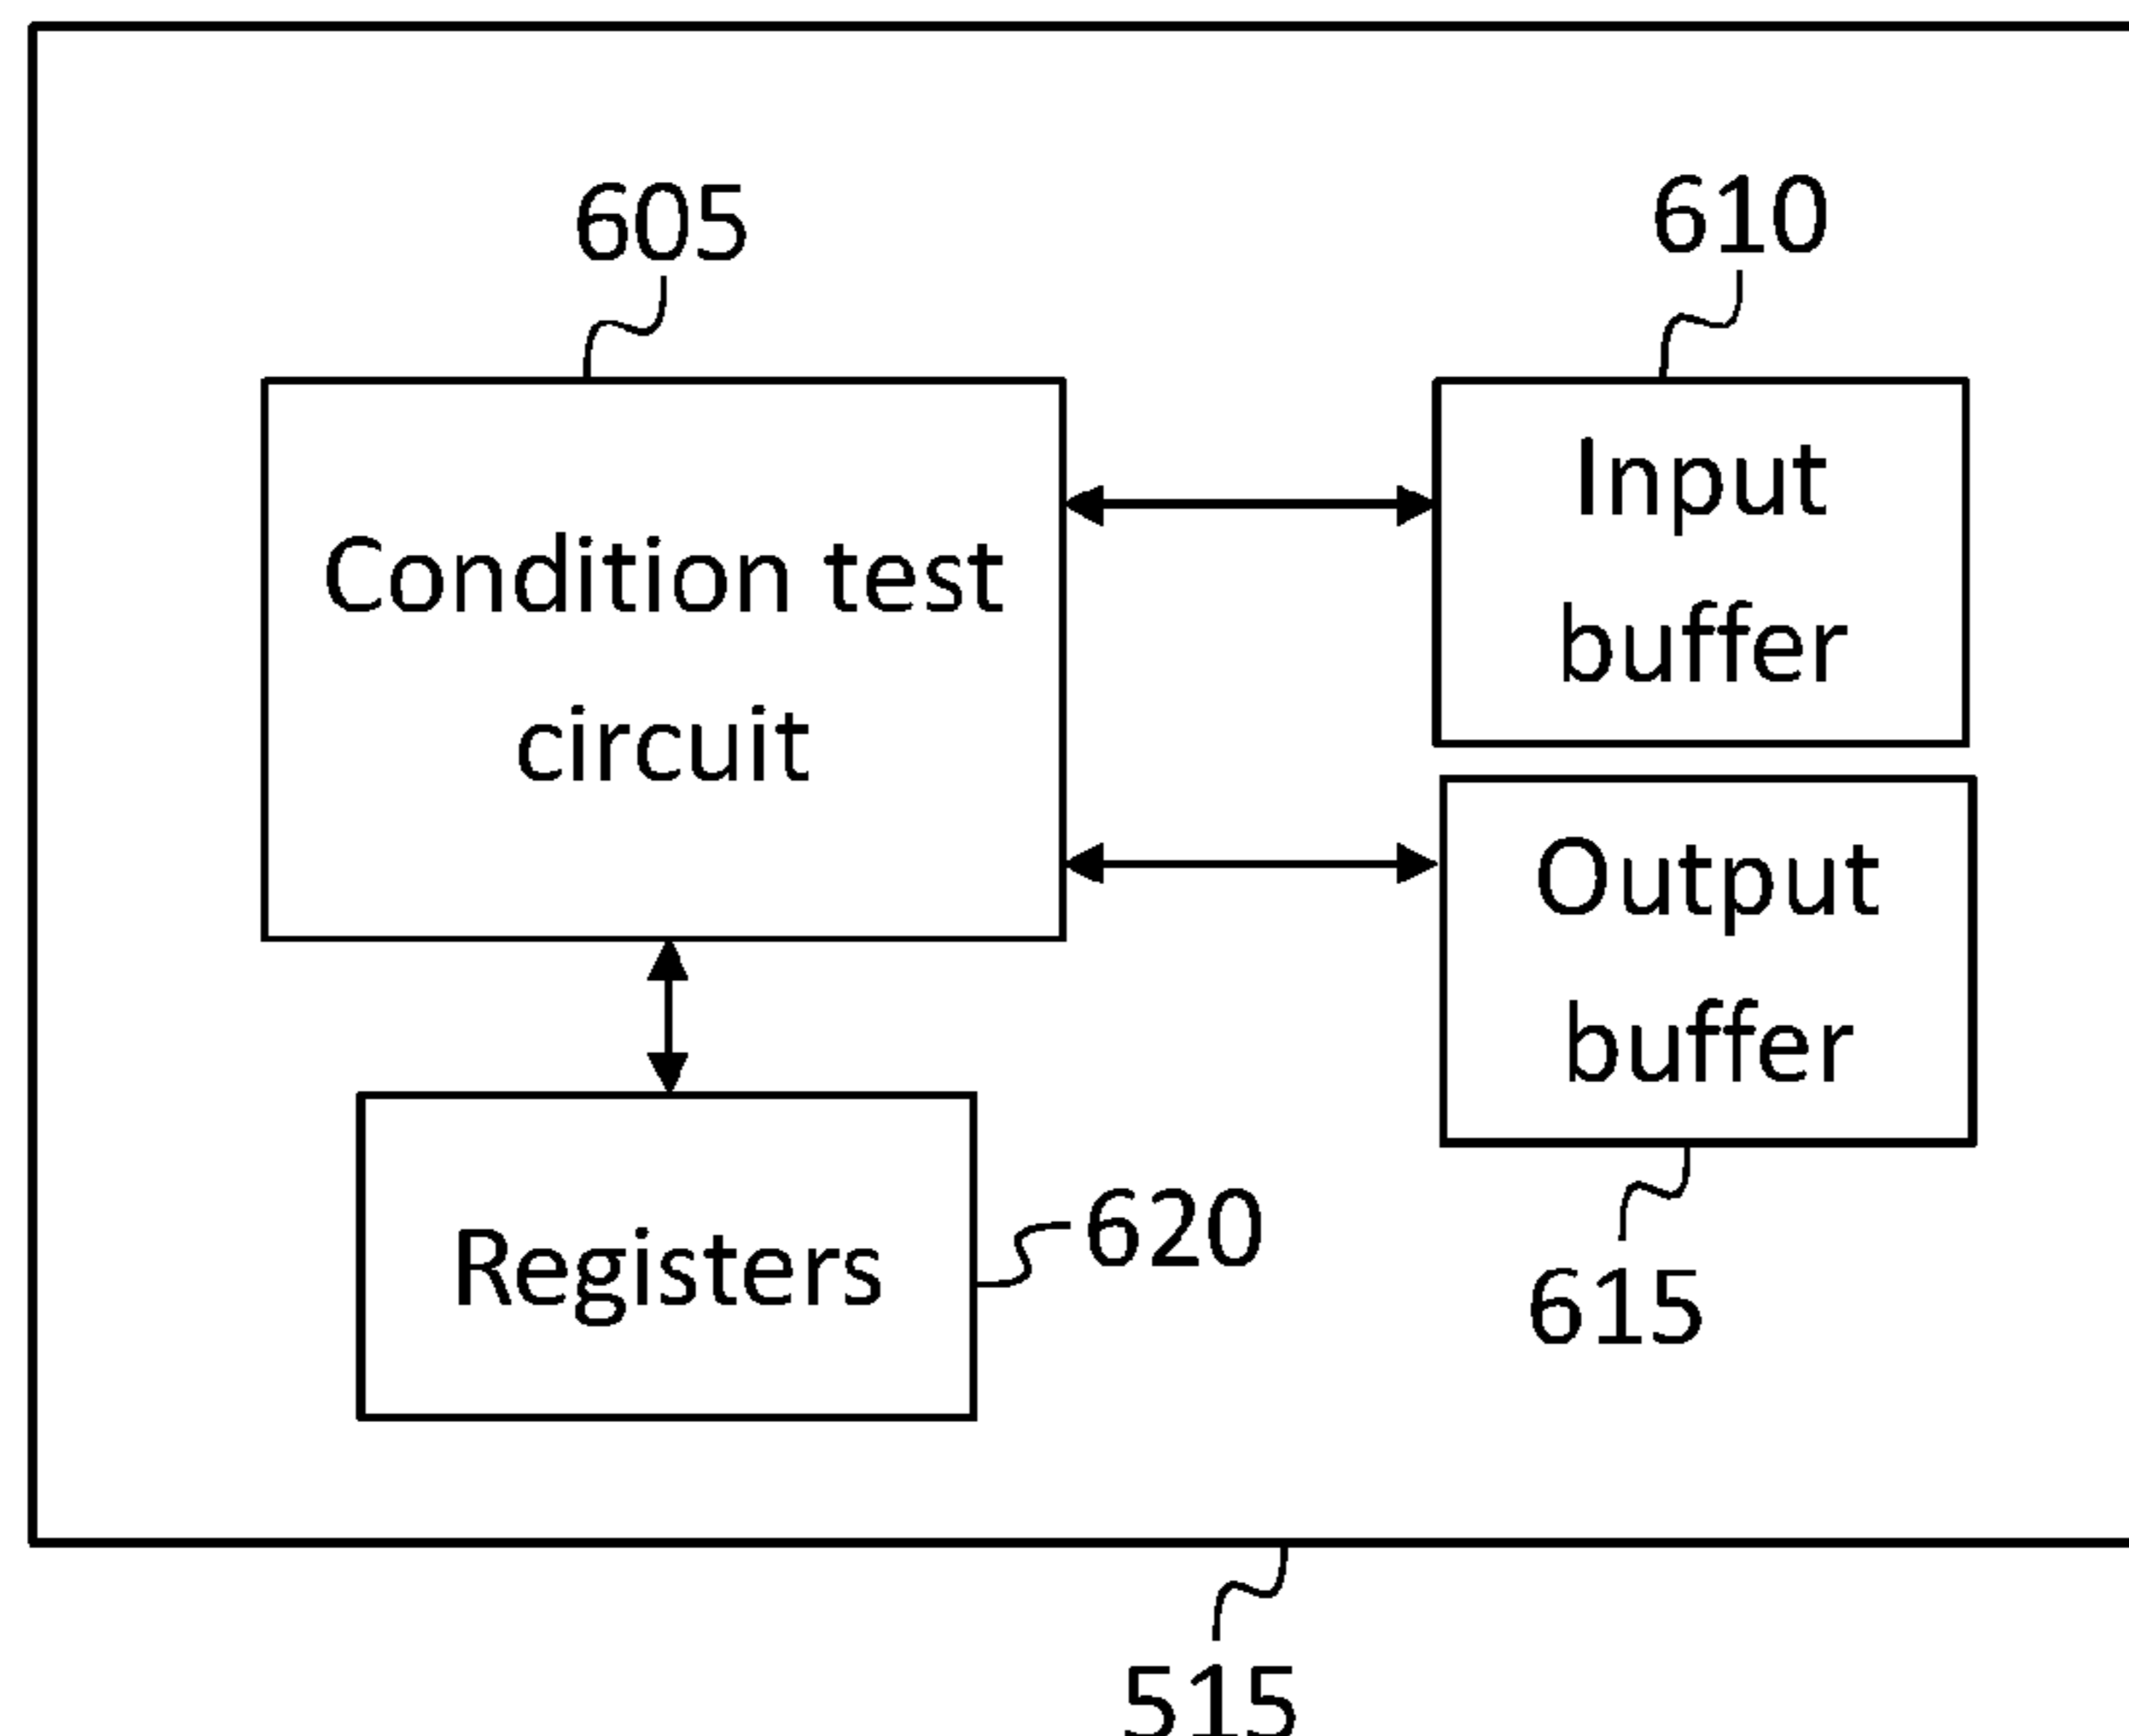 605
610
Condition test
circuit
Input
buffer
Output
buffer
Registers
620
615
515